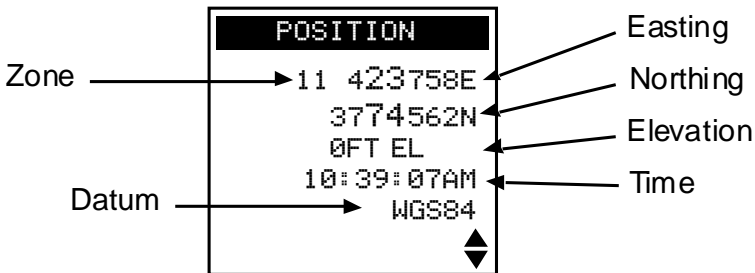 POSITION
Easting
Zone
11 423758E
Northing
3774562N
Elevation
0FT EL
10:39:07AM
Time
Datum
WGS84